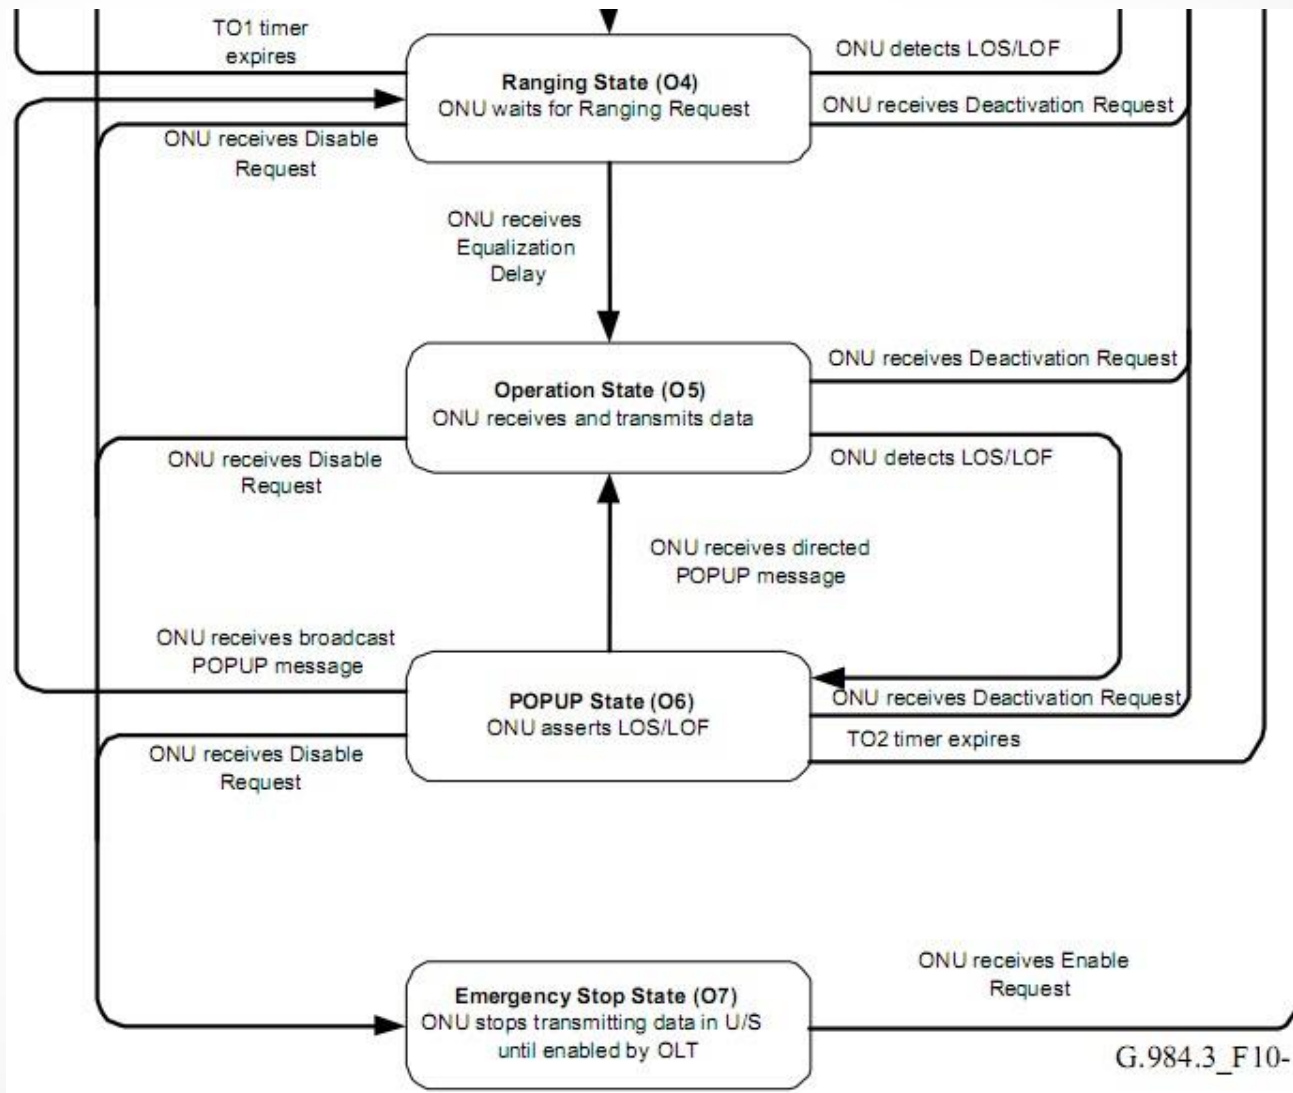 TO1 timer
expires
ONU detects LOS/LOF
Ranging State (O4)
ONU waits for Ranging Request
ONU receives Deactivation Request
ONU receives Disable
Request
ONU receives
Equalization
Delay
ONU receives Deactivation Request
Operation State (O5)
ONU receives and transmits data
ONU receives Disable
Request
ONU detects LOS/LOF
ONU receives directed
POPUP message
ONU receives broadcast
POPUP message
POPUP State (O6)
ONU asserts LOS/LOF
ONU receives Deactivation Request
TO2 timer expires
ONU receives Disable
Request
ONU receives Enable
Request
Emergency Stop State (O7)
ONU stops transmitting data in U/S
until enabled by OLT
G.984.3_F10-